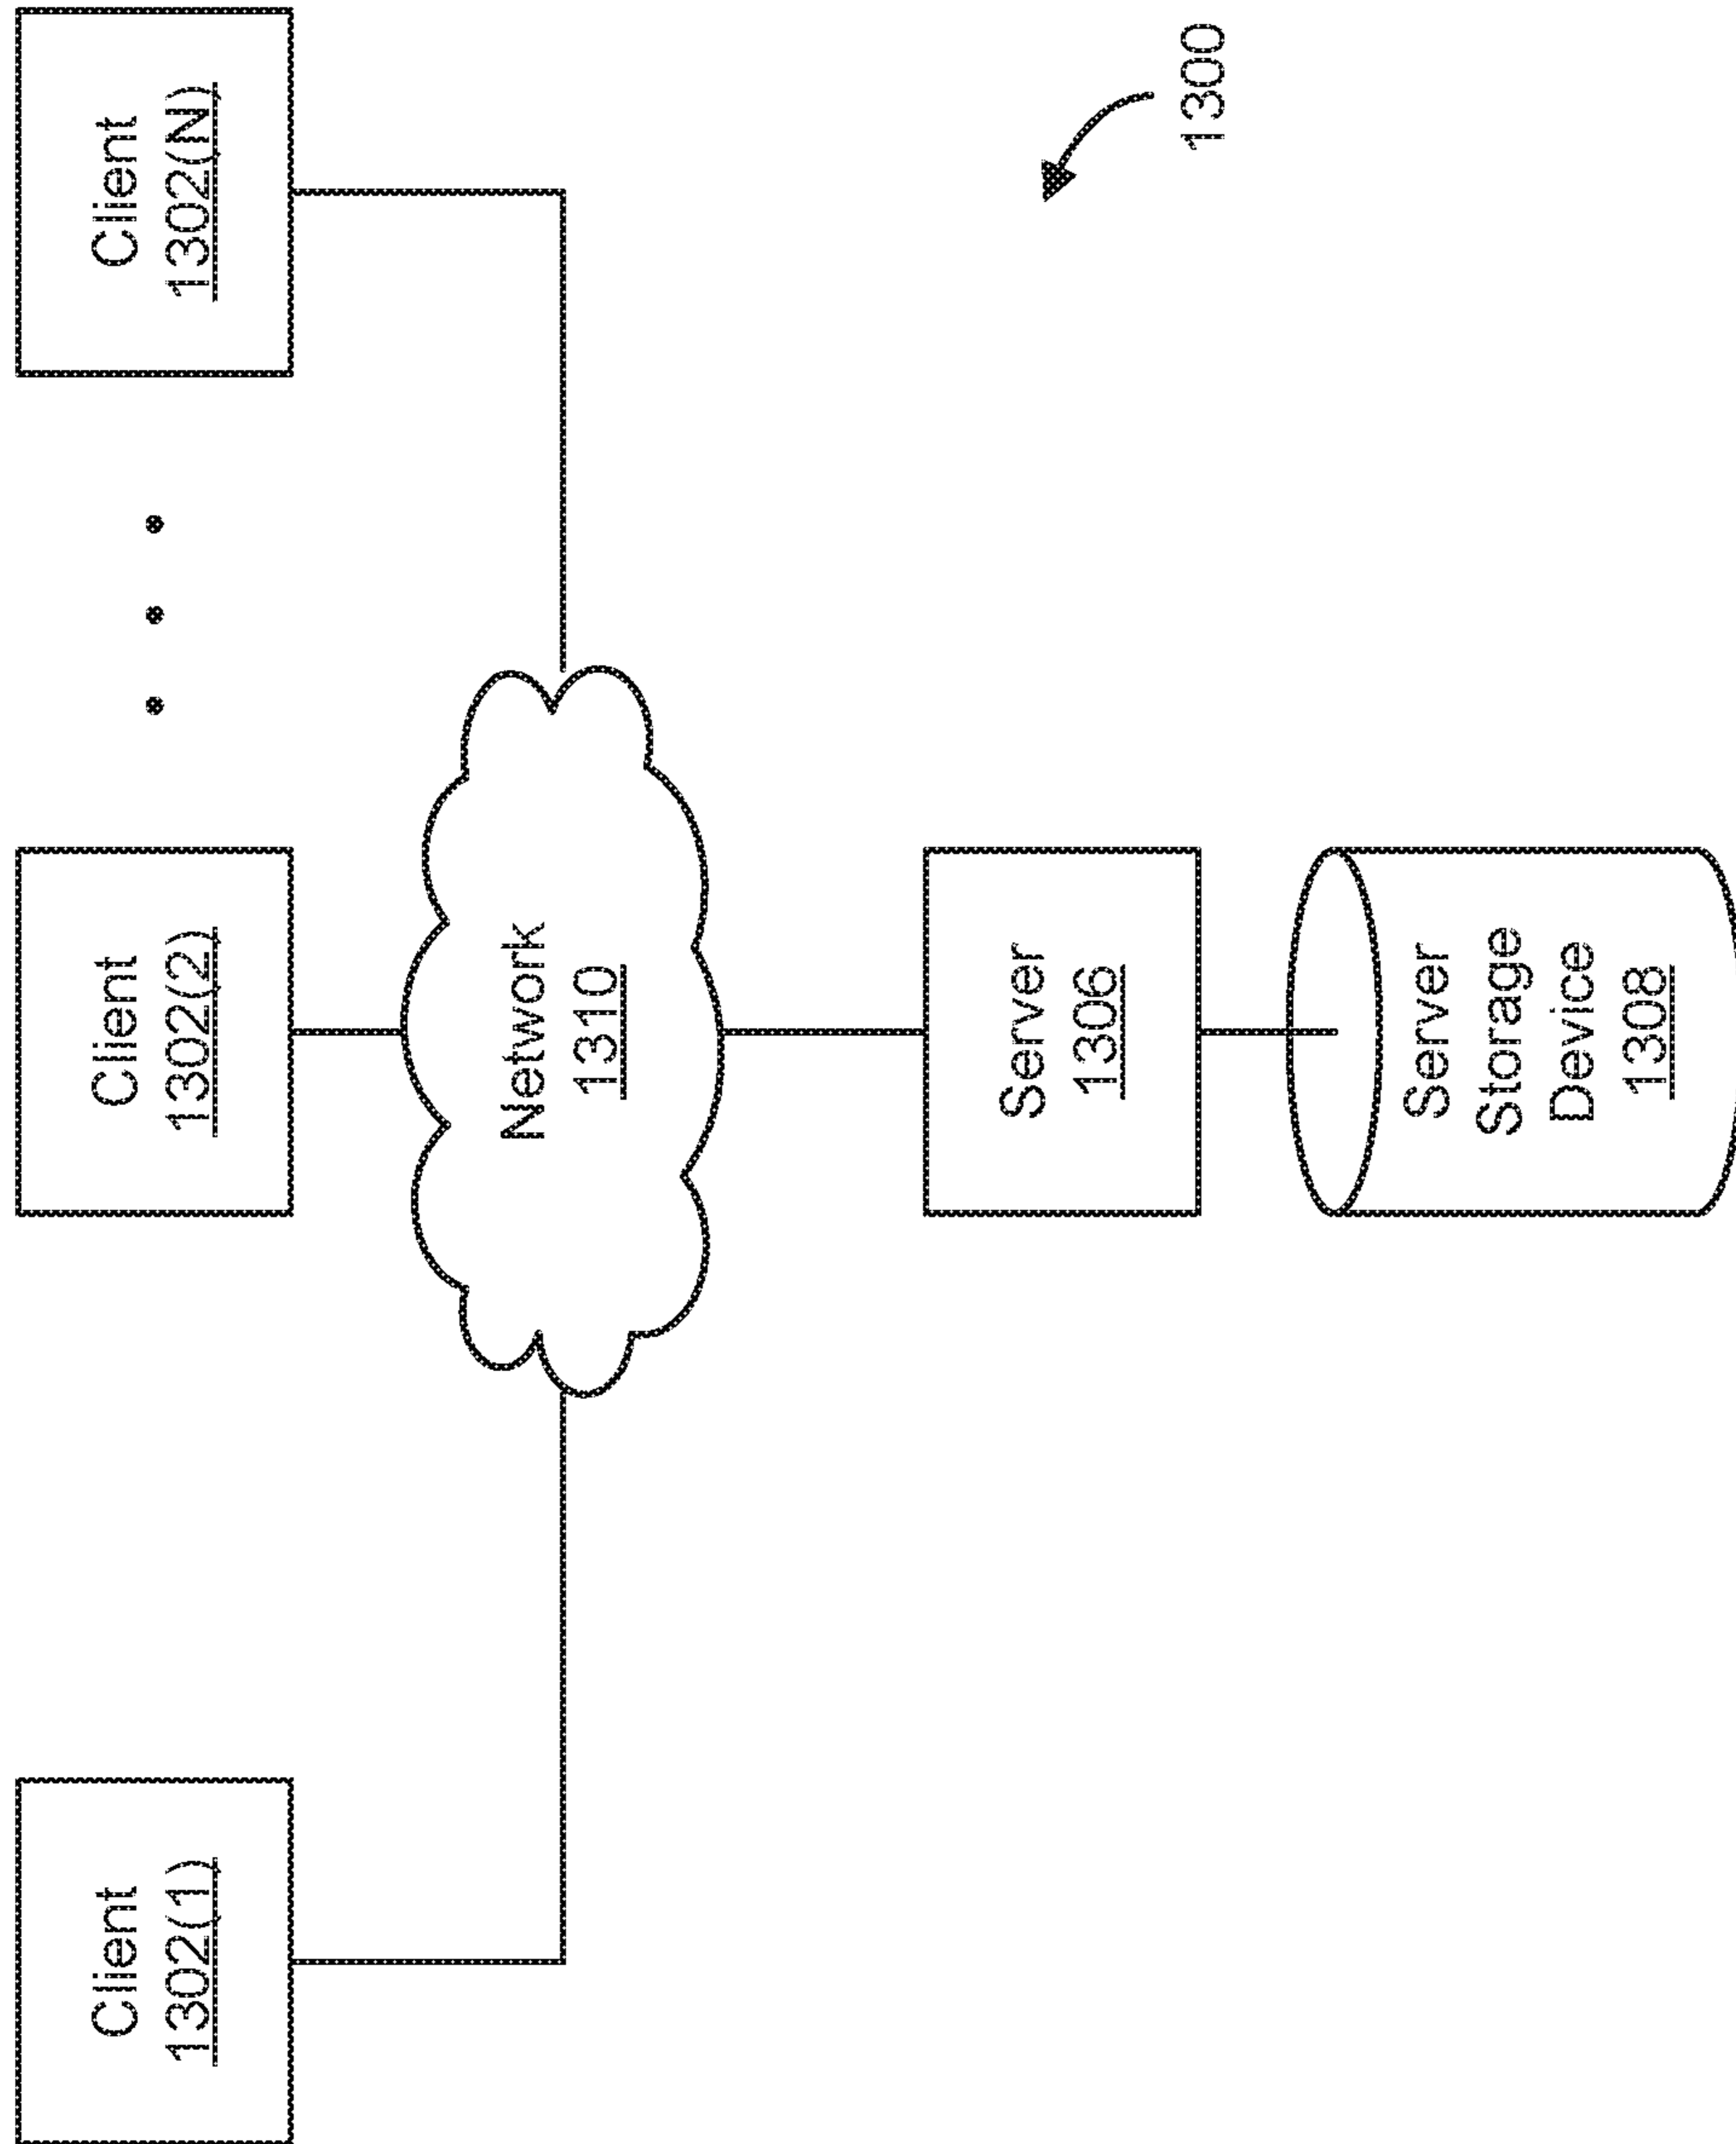 Client
1302(1)
Client
1302(2)
Client
1302(N)
Network
1310
Server
1306
Server
Storage
Device
1308
1300